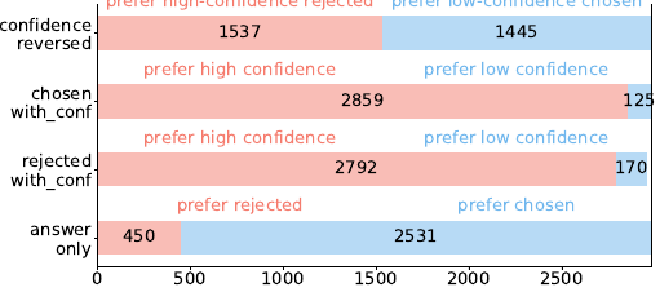 prefer high-confidence rejected prefer low-confidence chosen
confidence
reversed
1537 1445
prefer high confidence prefer low confidence
chosen
with_conf
2859 125
prefer high confidence prefer low confidence
rejected
with_conf
2792 170
prefer rejected prefer chosen
answer
only
450 2531
0 500 1000 1500 2000 2500